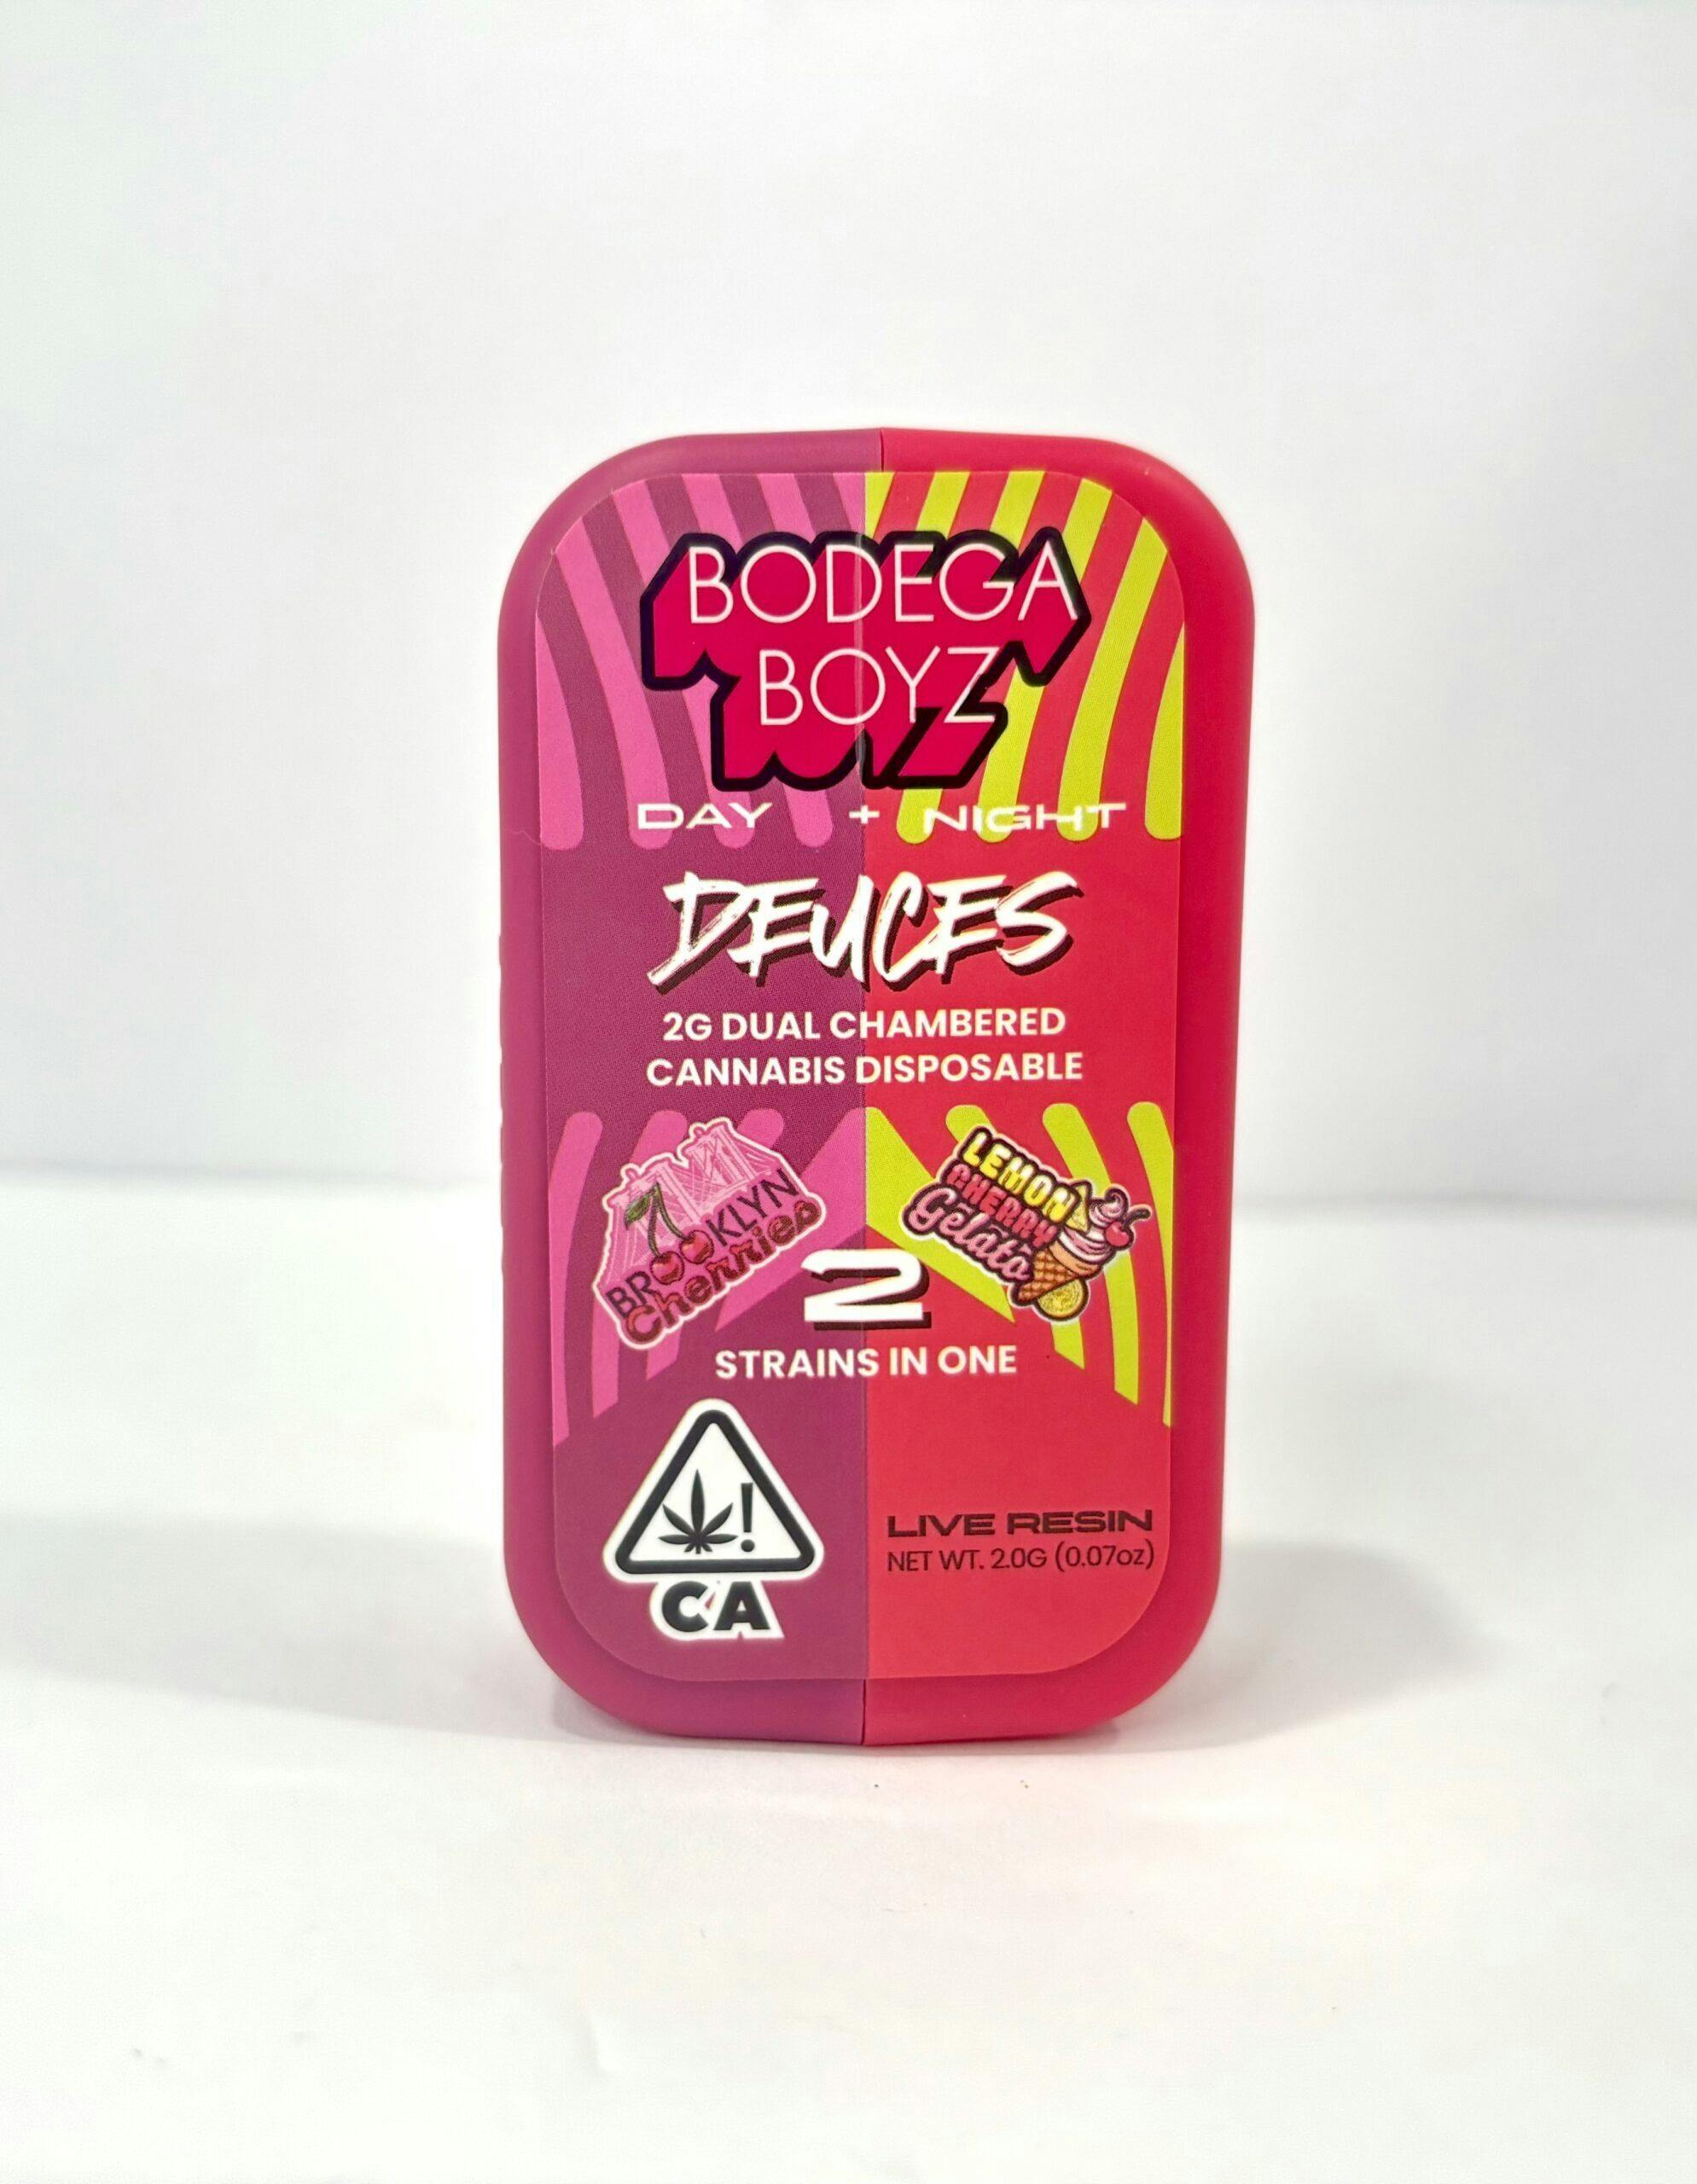 BODEGA
BOYZ
DAY + NIGHT
DEUCES
2G DUAL CHAMBERED
CANNABIS DISPOSABLE
BROOKLYN
Cherries
LEMON
CHERRY
Gelato
2
STRAINS IN ONE
!
CA
LIVE RESIN
NET WT. 2.0G (0.07oz)